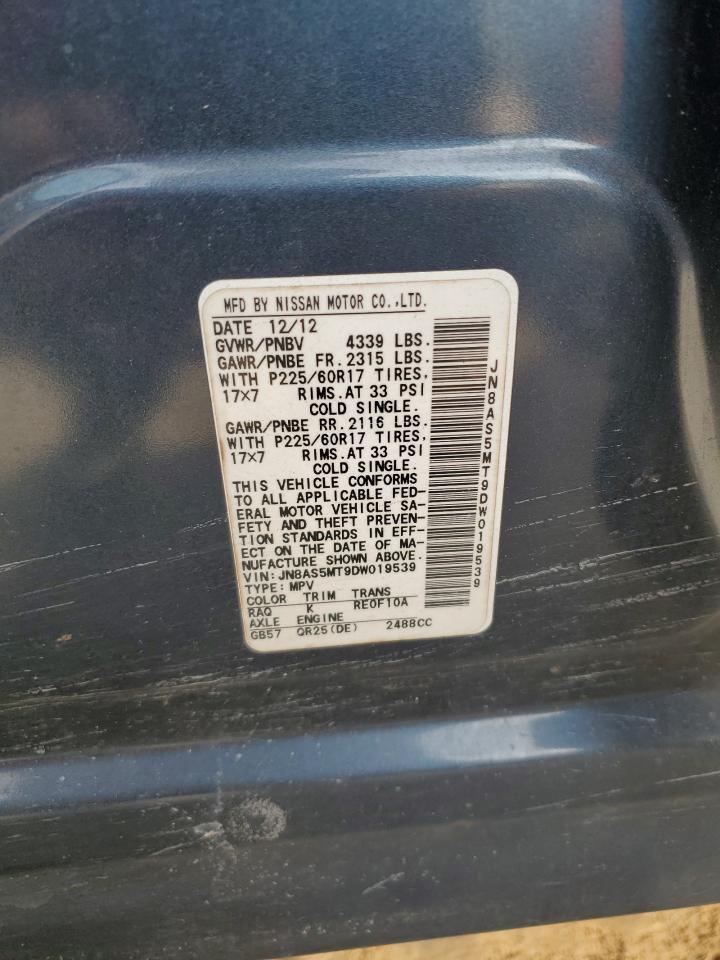 MFD BY NISSAN MOTOR CO.,LTD.
DATE 12/12
GVWR/PNBV 4339 LBS.
GAWR/PNBE FR. 2315 LBS.
WITH P225/60R17 TIRES,
17×7 RIMS.AT 33 PSI
COLD SINGLE.
GAWR/PNBE RR. 2116 LBS.
WITH P225/60R17 TIRES,
17×7 RIMS.AT 33 PSI
COLD SINGLE.
THIS VEHICLE CONFORMS
TO ALL APPLICABLE FED-
ERAL MOTOR VEHICLE SA-
FETY AND THEFT PREVEN-
TION STANDARDS IN EFF-
ECT ON THE DATE OF MA-
NUFACTURE SHOWN ABOVE.
VIN: JN8AS5MT9DW019539
TYPE: MPV
COLOR TRIM TRANS
RAQ K RE0F10A
AXLE ENGINE
GB57 QR25(DE) 2488CC
JN8AS5MT9DW019539